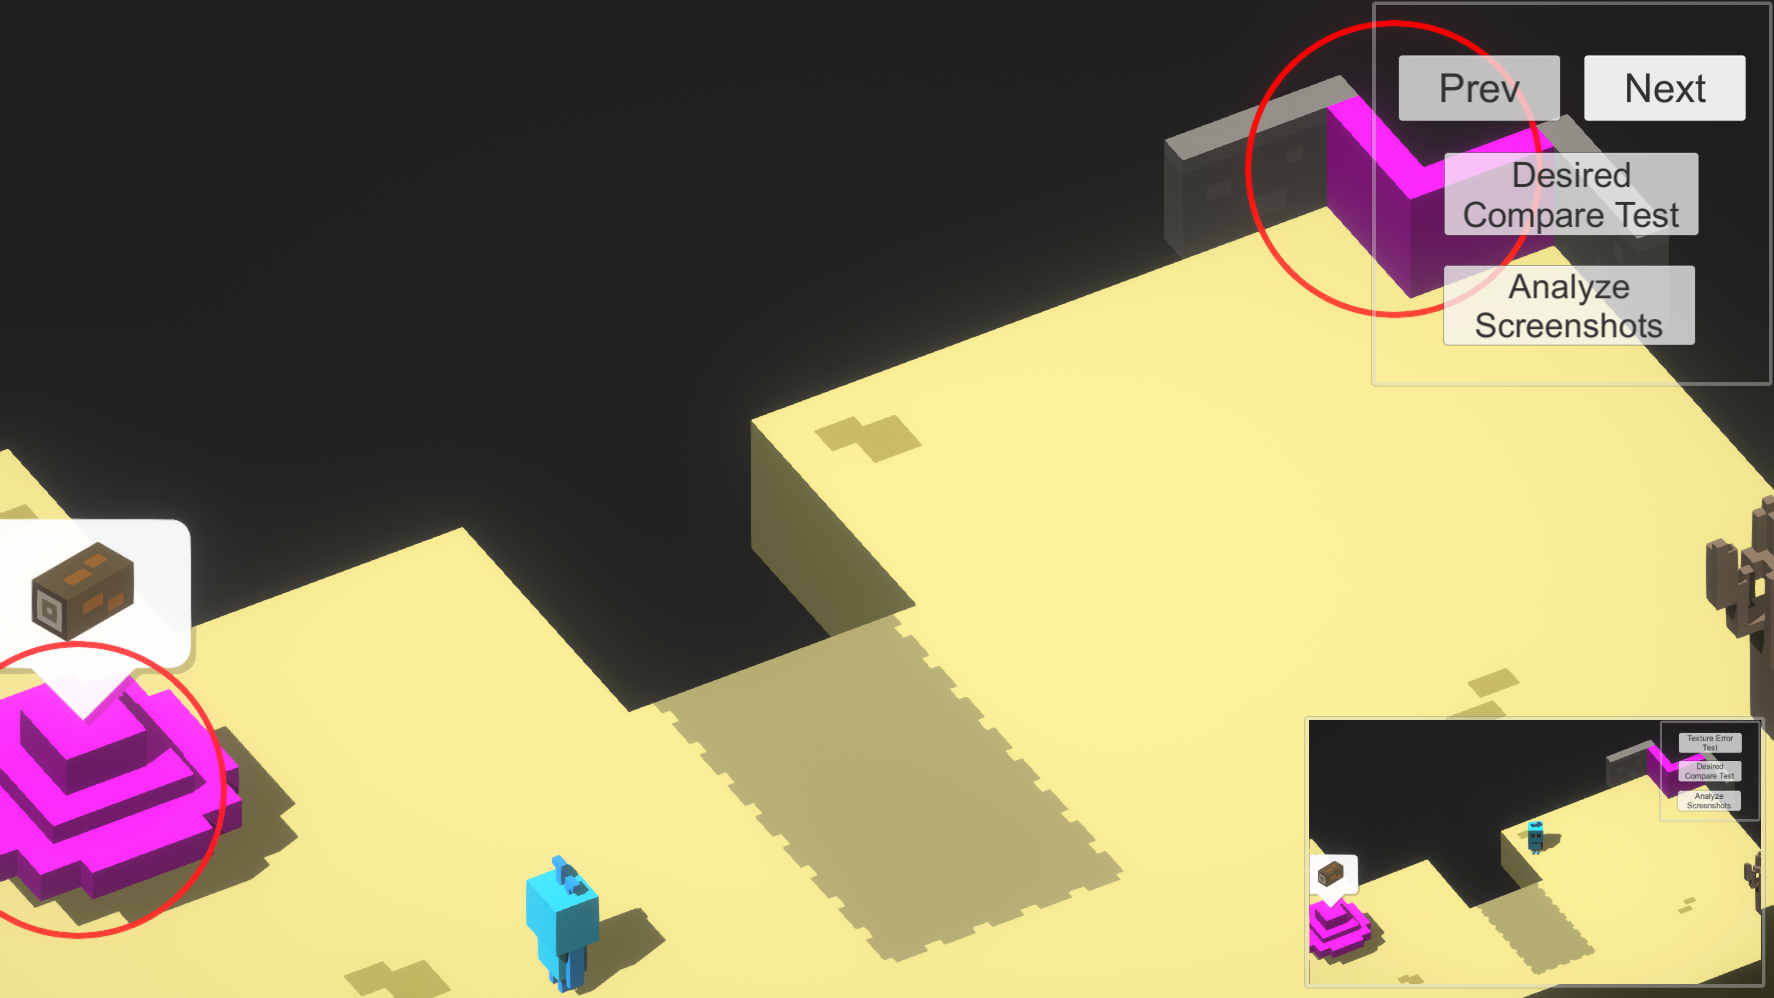 Prev
Next
Desired
Compare Test
Analyze
Screenshots
Texture Error
Test
Desired
Compare Test
Analyze
Screenshots